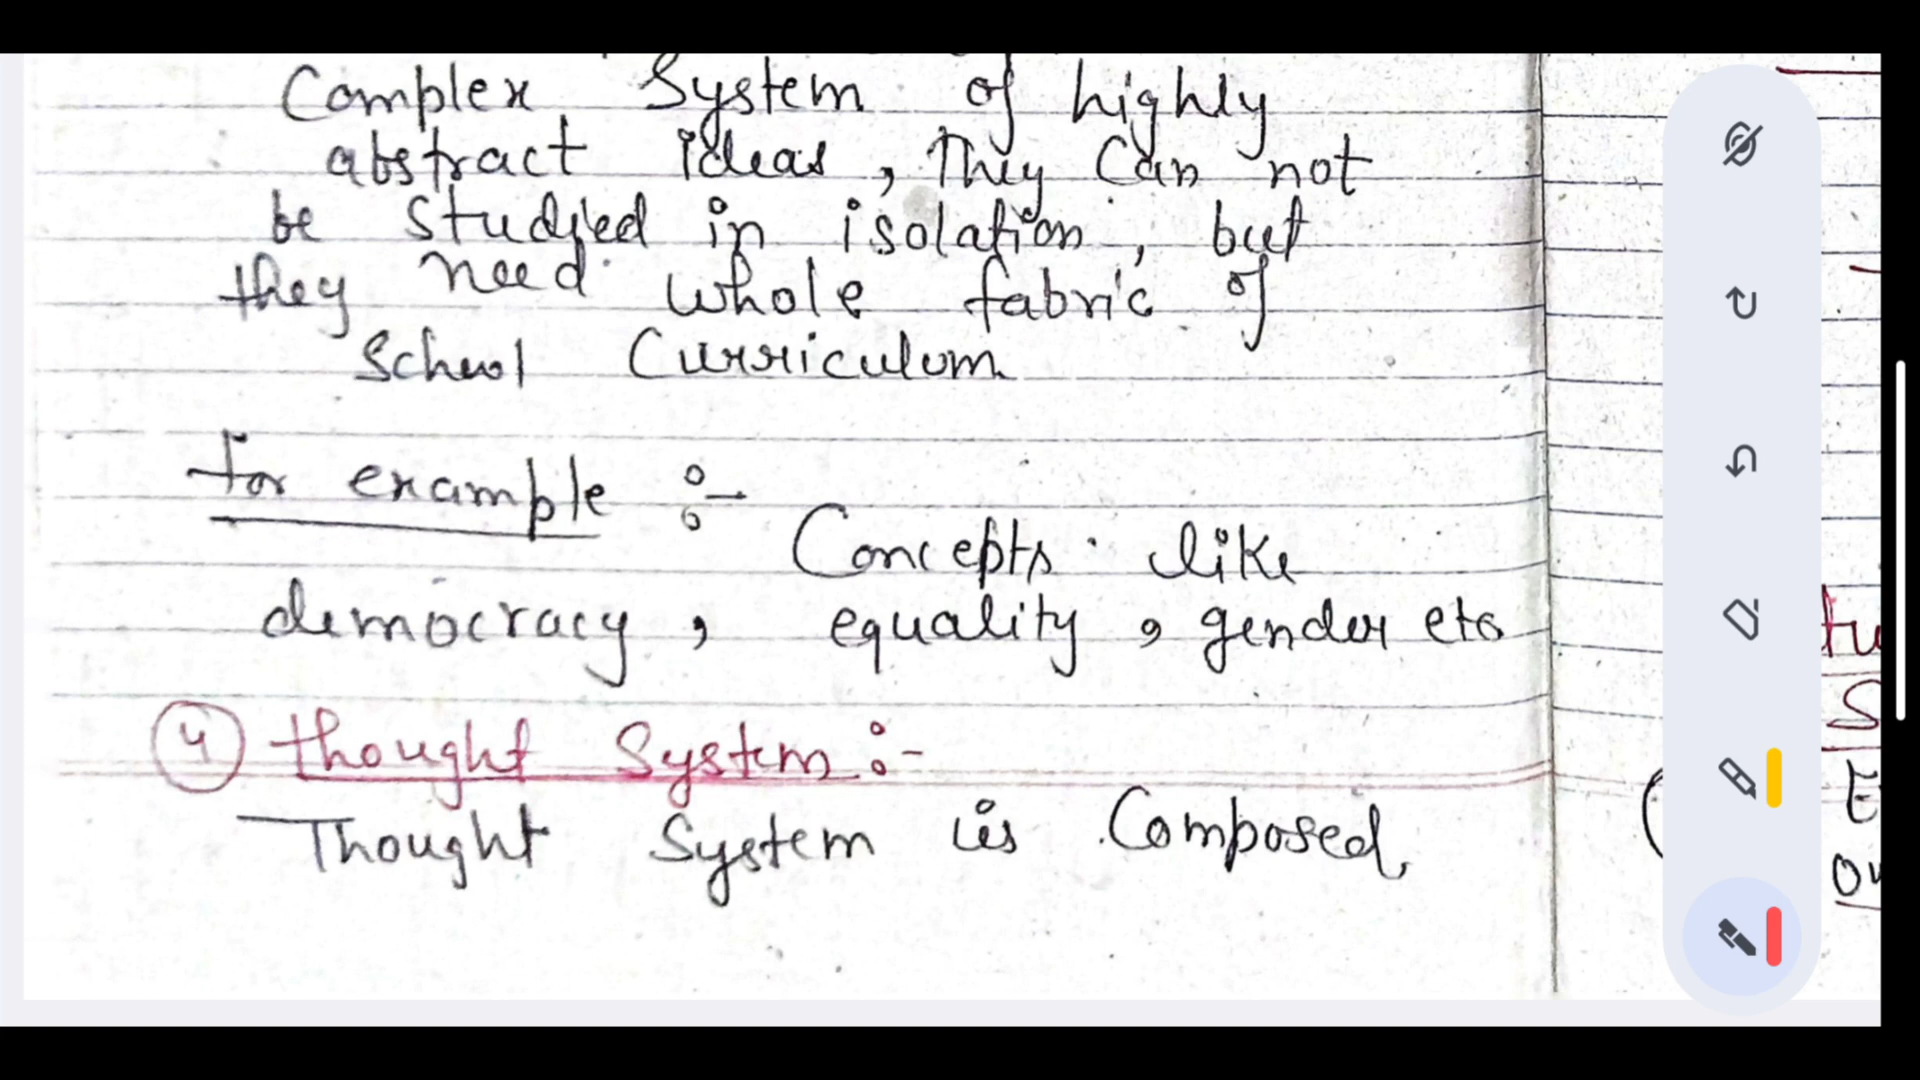 Complex System of highly
abstract ideas, They Can not
be studied in isolation, but
they need whole fabric of
School Curriculum
for example :-
Concepts like
democracy, equality, gender etc
④ thought System :-
Thought System is Composed